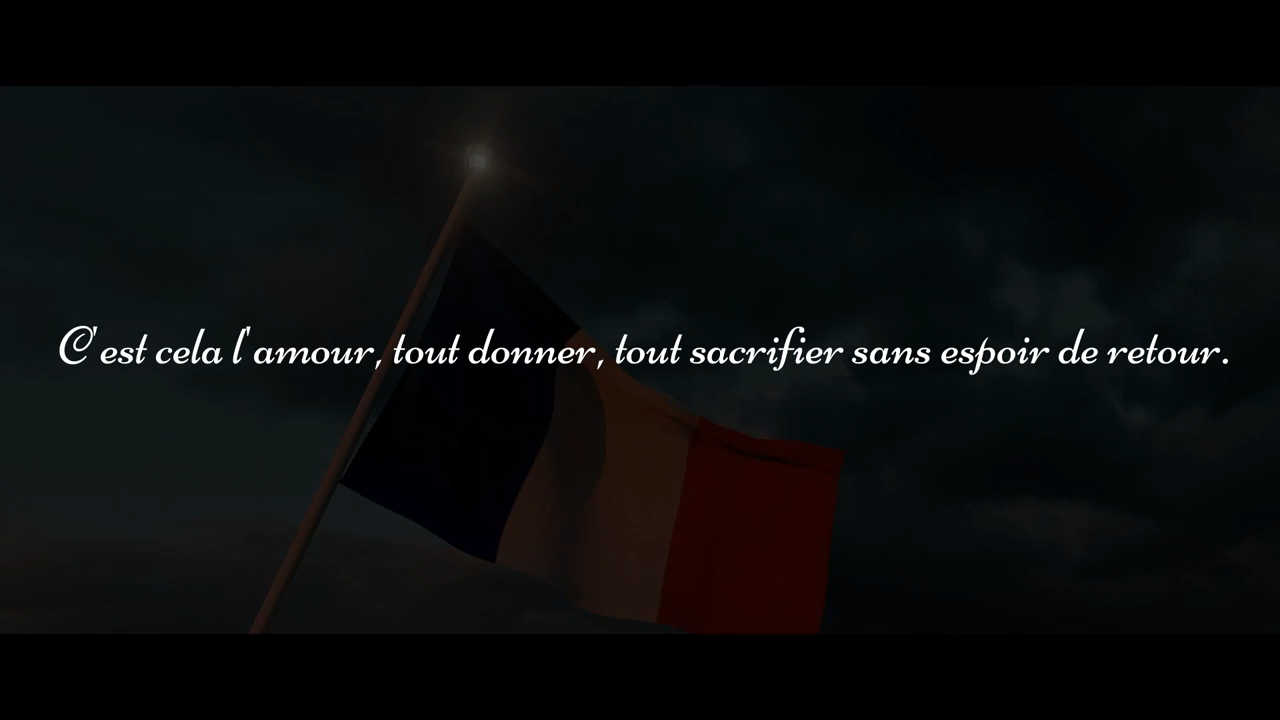 C'est cela l'amour, tout donner, tout sacrifier sans espoir de retour.